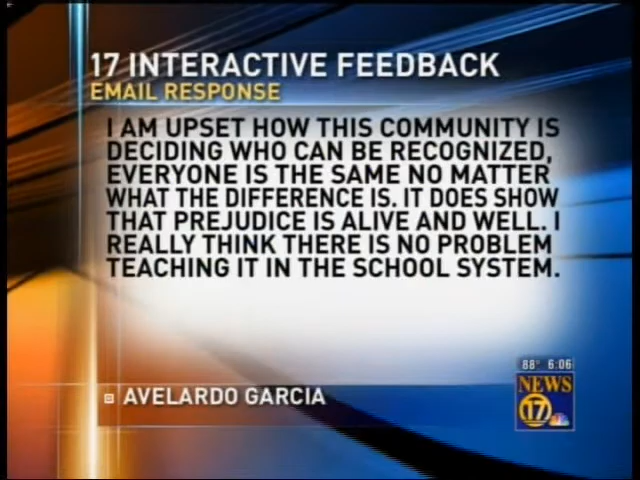 17 INTERACTIVE FEEDBACK
EMAIL RESPONSE
I AM UPSET HOW THIS COMMUNITY IS
DECIDING WHO CAN BE RECOGNIZED,
EVERYONE IS THE SAME NO MATTER
WHAT THE DIFFERENCE IS. IT DOES SHOW
THAT PREJUDICE IS ALIVE AND WELL. I
REALLY THINK THERE IS NO PROBLEM
TEACHING IT IN THE SCHOOL SYSTEM.
AVELARDO GARCIA
88° 6:06
NEWS
17